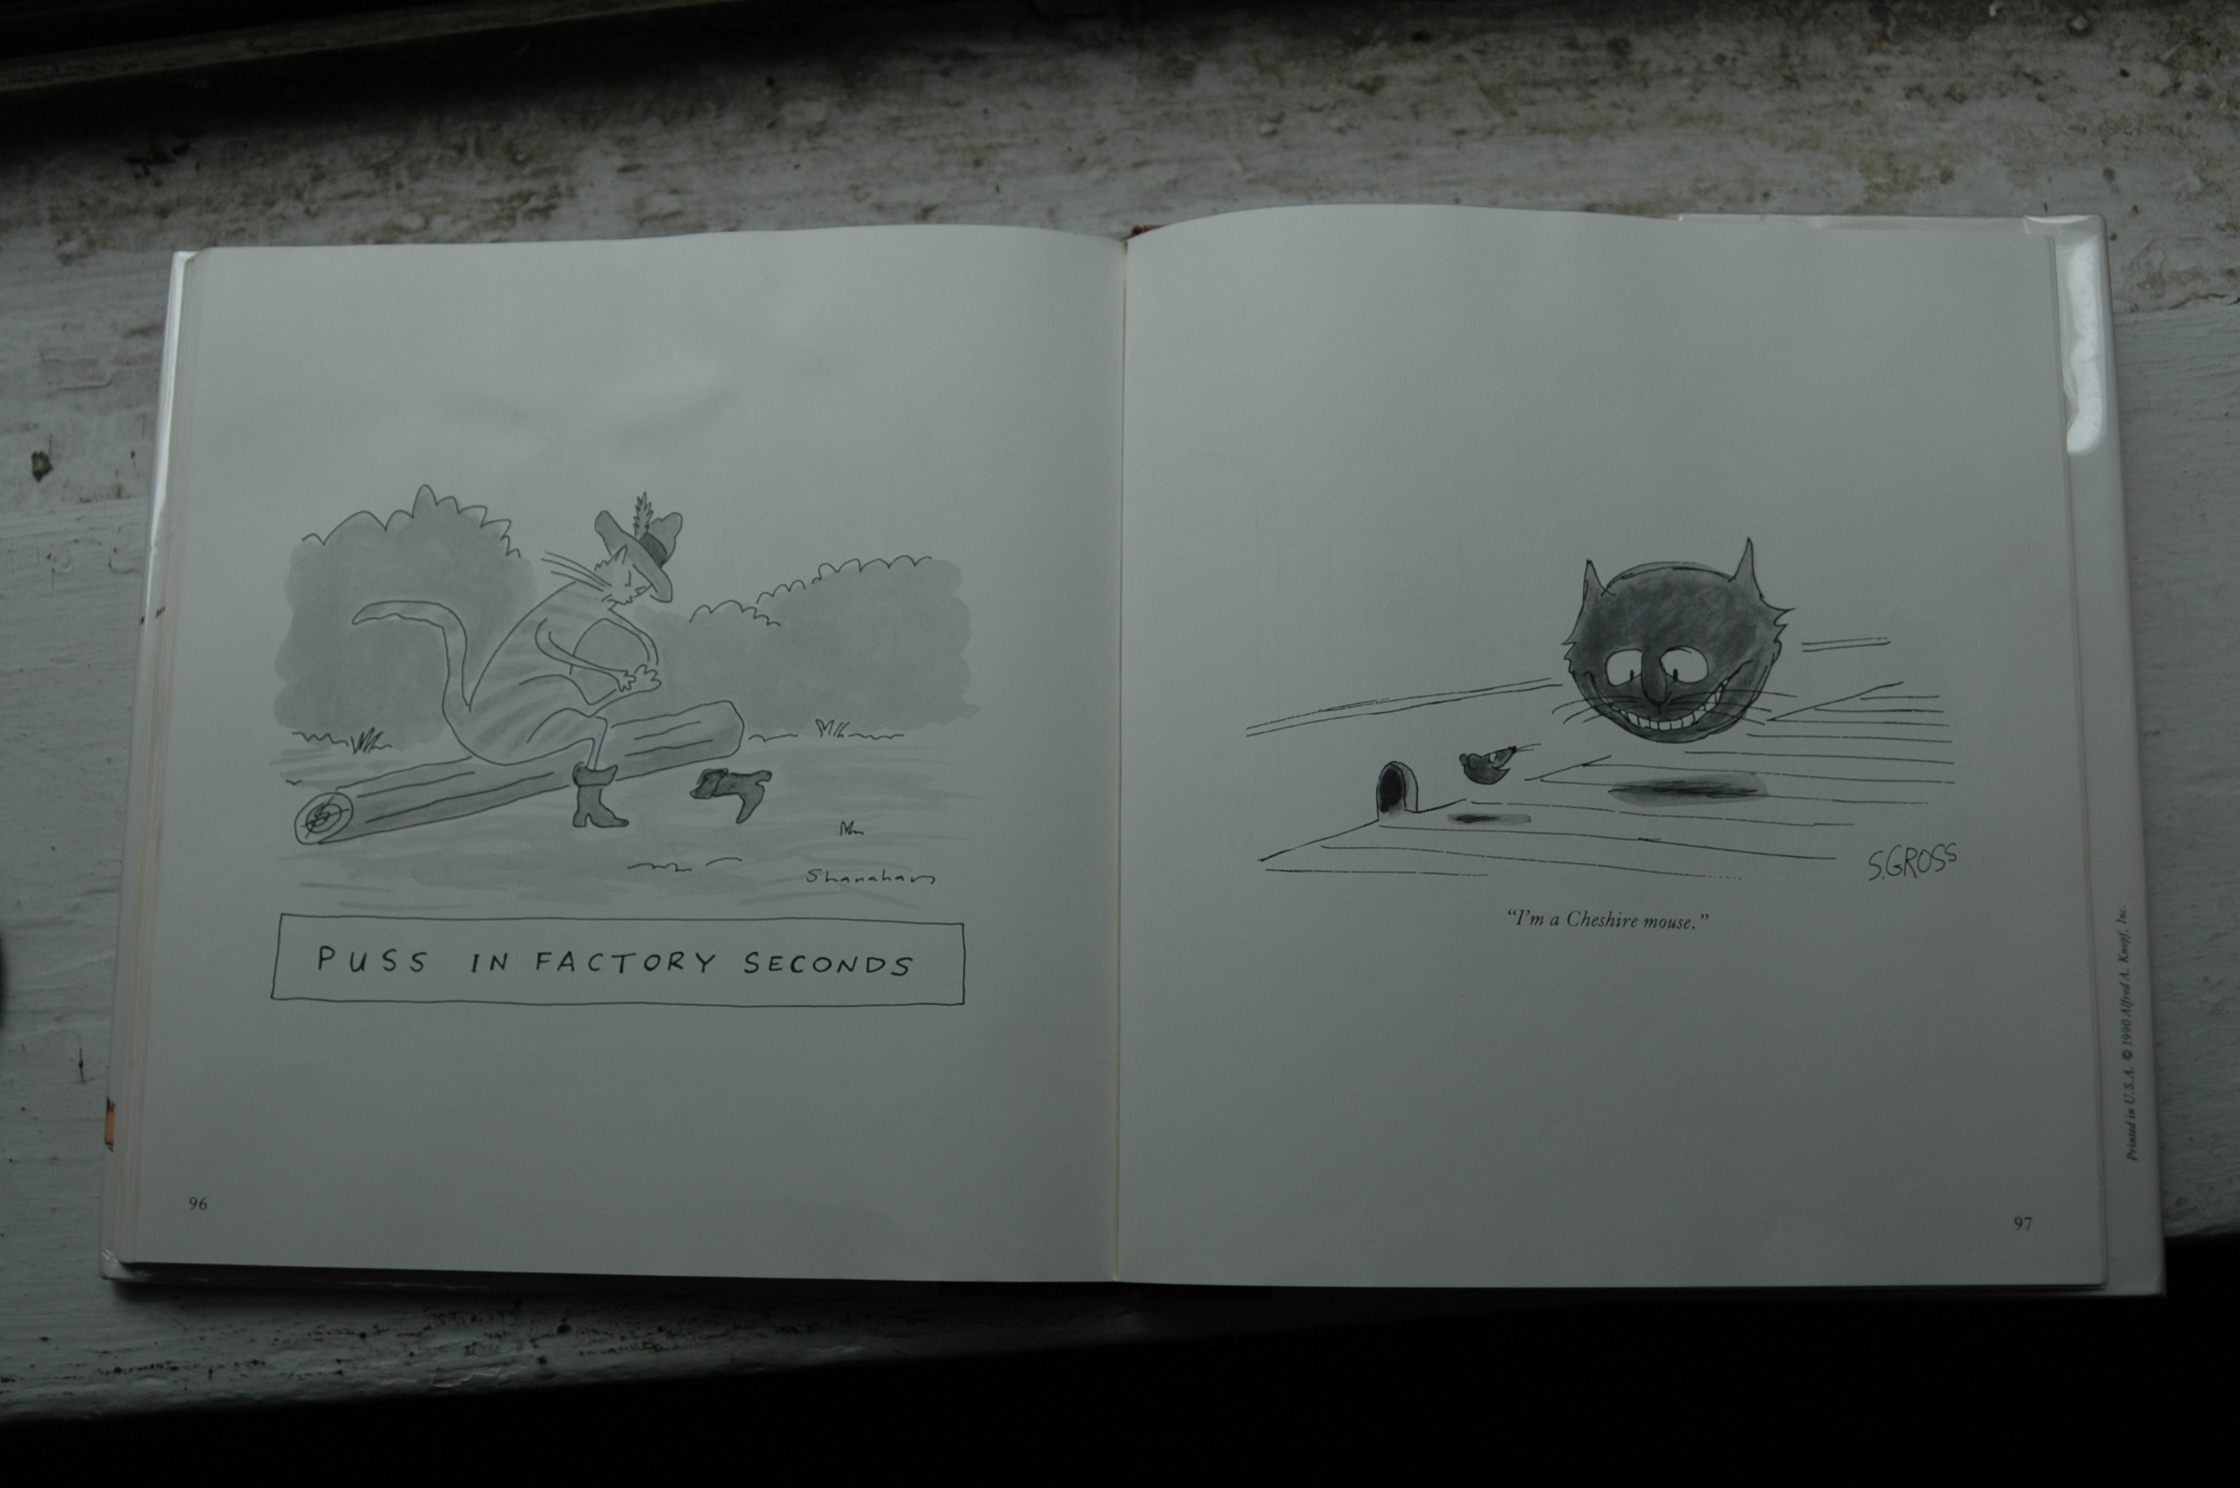 Shanahan
PUSS IN FACTORY SECONDS
96
S.GROSS
“I’m a Cheshire mouse.”
97
Printed in U.S.A. © 1990 Alfred A. Knopf, Inc.